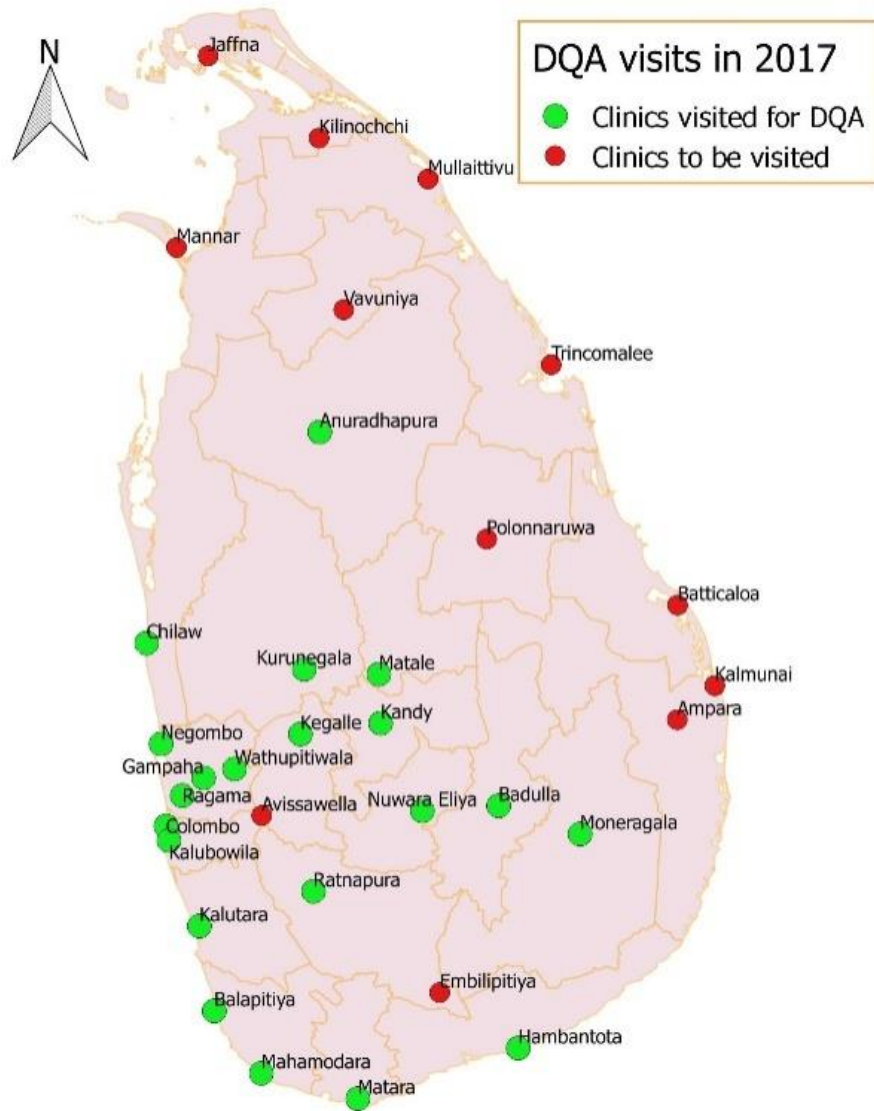 Jaffna
N
DQA visits in 2017
Clinics visited for DQA
Clinics to be visited
Kilinochchi
Mullaittivu
Mannar
Vavuniya
Trincomalee
Anuradhapura
Polonnaruwa
Batticaloa
Chilaw
Kurunegala
Matale
Kalmunai
Ampara
Kandy
Kegalle
Negombo
Wathupitiwala
Gampaha
Ragama
Avissawella
Nuwara Eliya
Badulla
Colombo
Moneragala
Kalubowila
Ratnapura
Kalutara
Embilipitiya
Balapitiya
Hambantota
Mahamodara
Matara